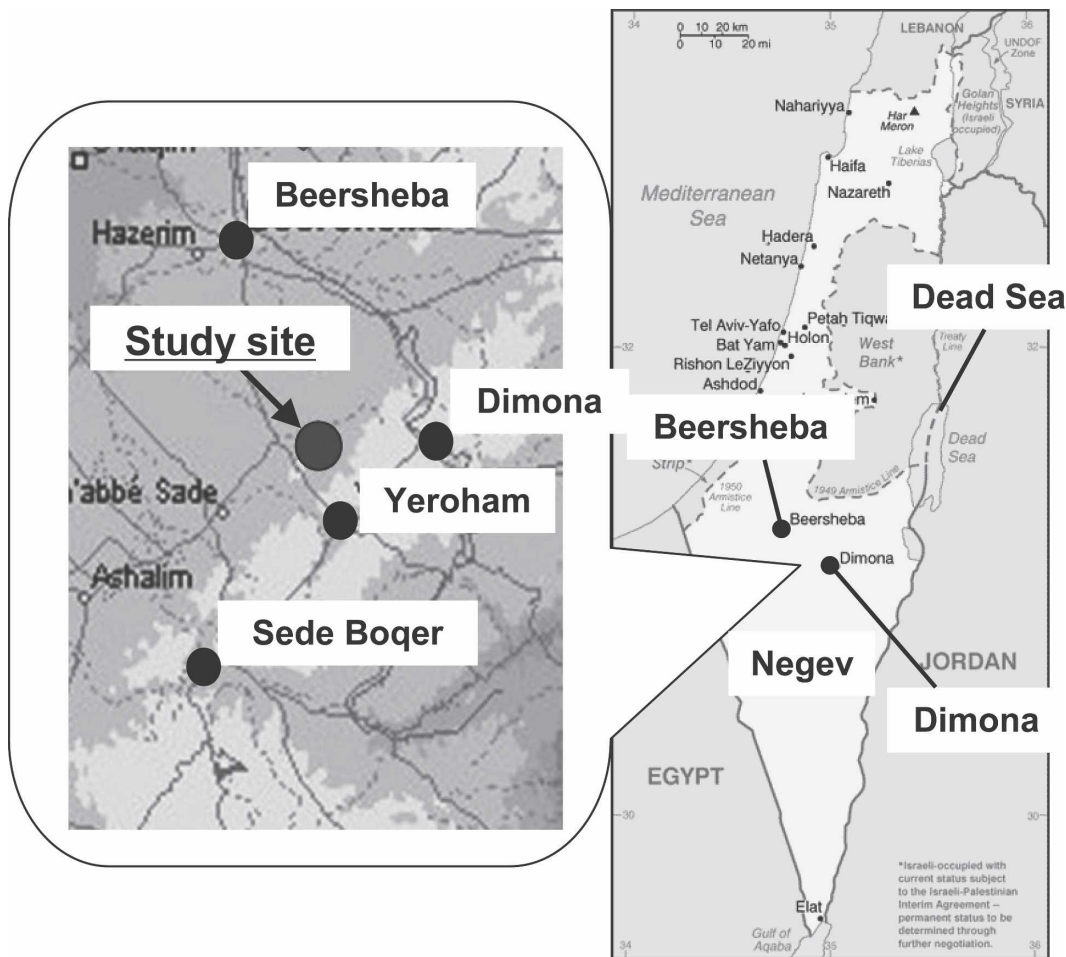 Beersheba
Hazerim
Study site
Dimona
Yeroham
Ashalim
Sede Boqer
34
35
36
0 10 20 km
0 10 20 mi
LEBANON
UNDOF
Zone
Nahariyya
Har
Meron
Golan
Heights
(Israeli
occupied)
SYRIA
Lake
Tiberias
Haifa
Nazareth
Mediterranean
Sea
Hadera
Netanya
Dead Sea
Tel Aviv-Yafo
Petah Tiqwa
Bat Yam
Holon
West
Bank*
Treaty
Line
32
32
Rishon LeZiyyon
Ashdod
Beersheba
Strip
Dead
Sea
1950
Armistice
Line
1949 Armistice Line
Beersheba
Dimona
Negev
JORDAN
Dimona
EGYPT
30
30
*Israeli-occupied with
current status subject
to the Israeli-Palestinian
Interim Agreement –
permanent status to be
determined through
further negotiation.
Elat
Gulf of
Aqaba
34
35
36